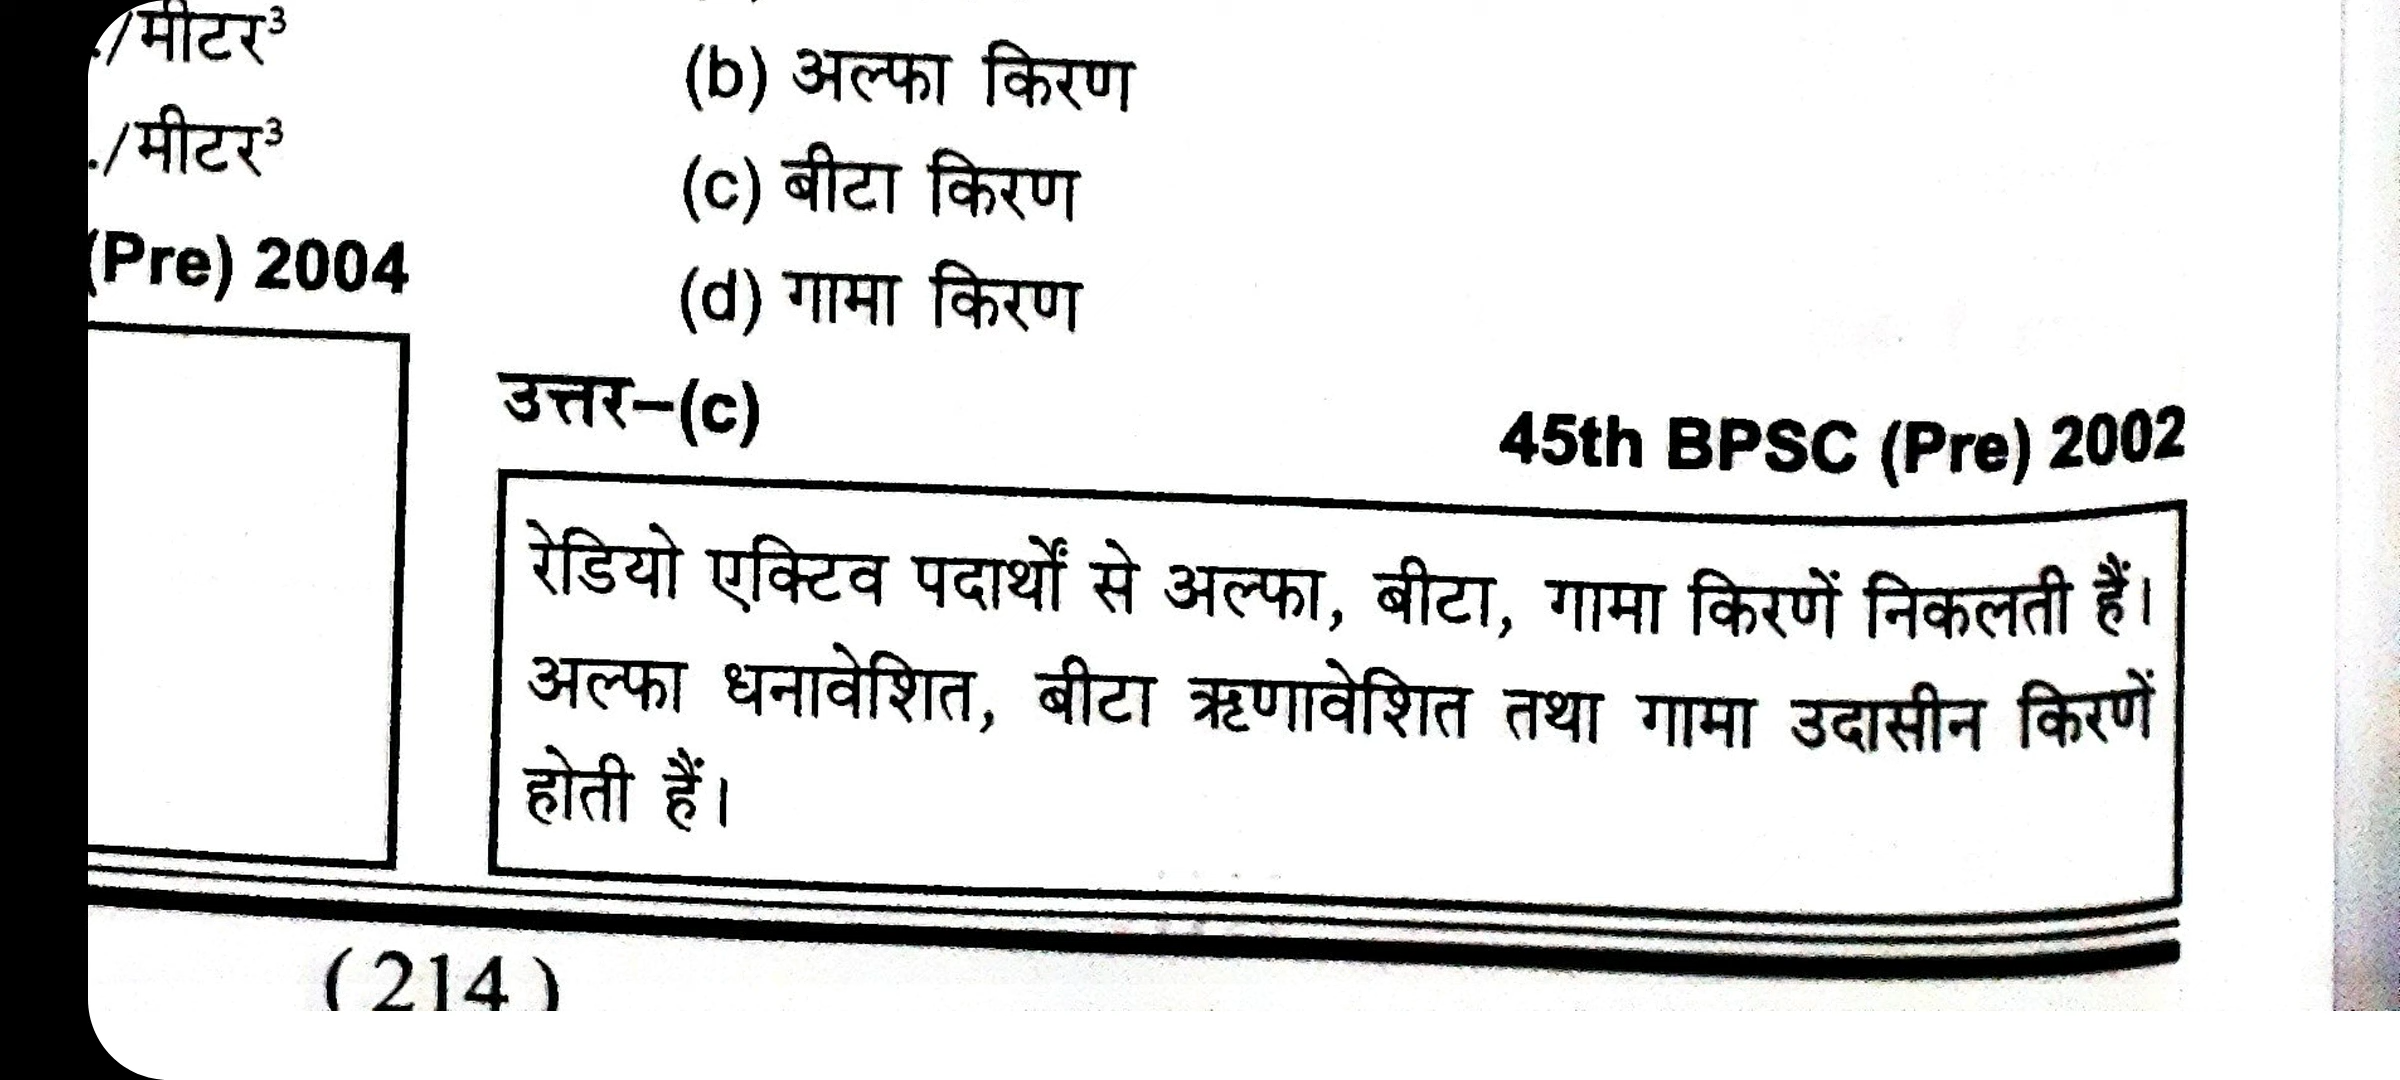 ./मीटर³
./मीटर³
(Pre) 2004
(b) अल्फा किरण
(c) बीटा किरण
(d) गामा किरण
उत्तर–(c)
45th BPSC (Pre) 2002
रेडियो एक्टिव पदार्थों से अल्फा, बीटा, गामा किरणें निकलती हैं।
अल्फा धनावेशित, बीटा ऋणावेशित तथा गामा उदासीन किरणें
होती हैं।
(214)